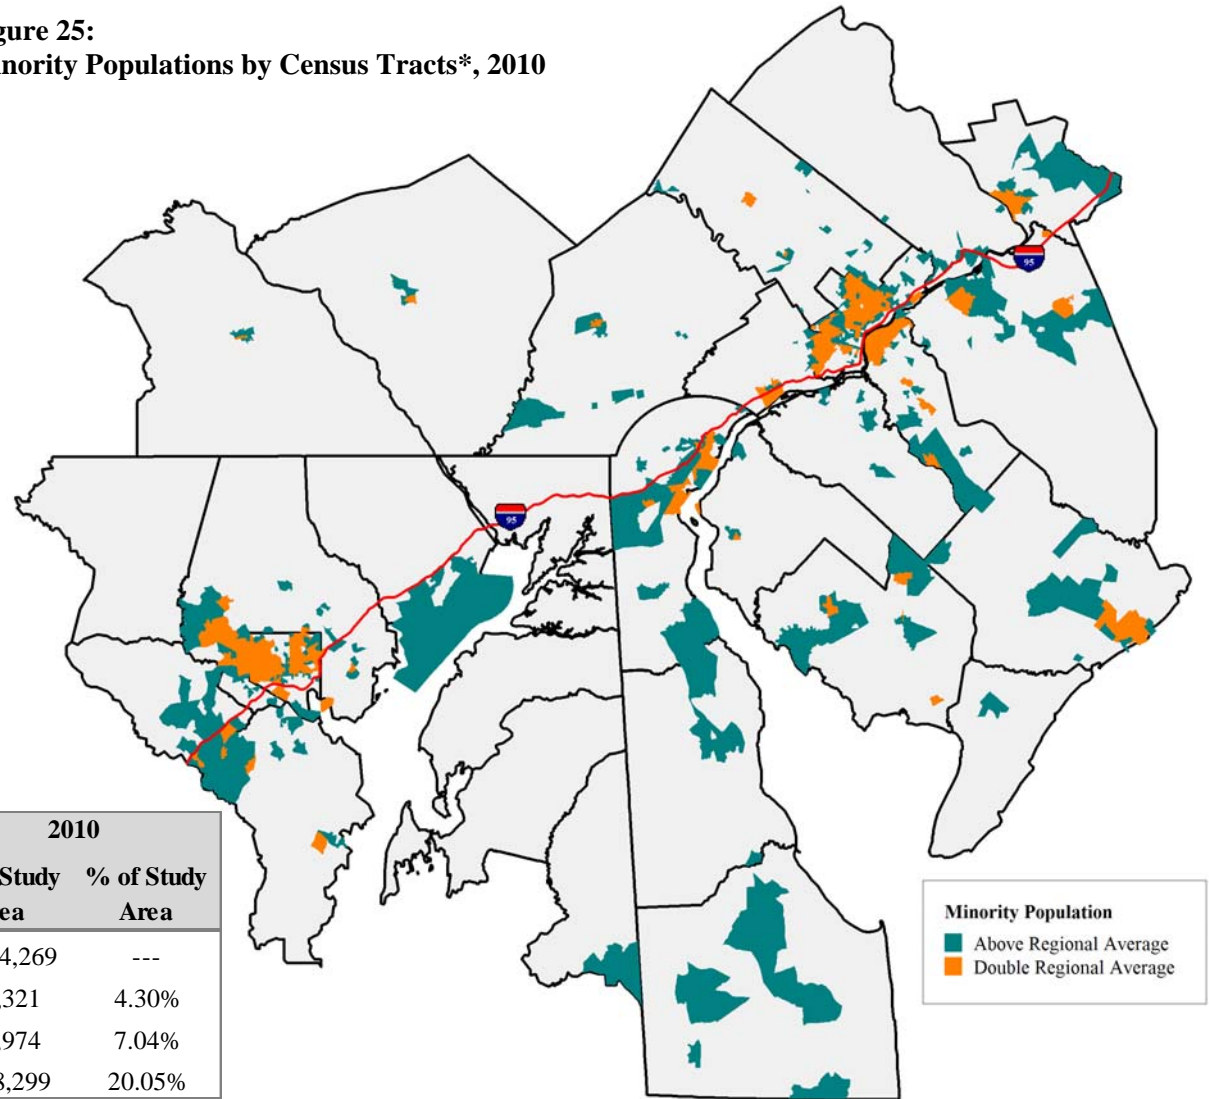 gure 25:
inority Populations by Census Tracts*, 2010
95
95
2010
Study % of Study
ea Area
4,269 ---
,321 4.30%
,974 7.04%
8,299 20.05%
Minority Population
Above Regional Average
Double Regional Average